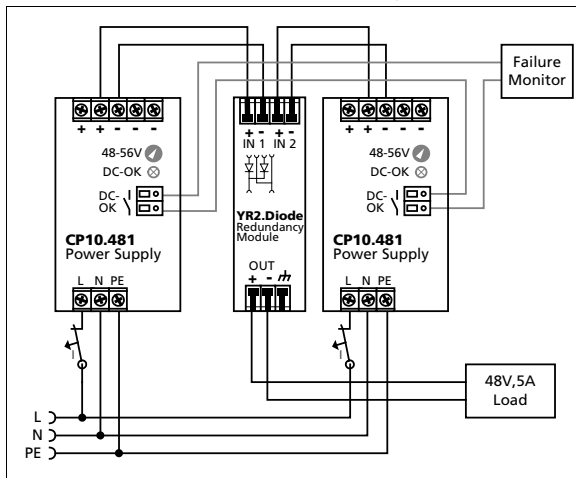 Failure
Monitor
+ + - - -
+ - + -
IN 1 IN 2
+ + - - -
48-56V
DC-OK
DC-
OK
I
CP10.481
Power Supply
L N PE
YR2.Diode
Redundancy
Module
OUT
+ -
48-56V
DC-OK
DC-
OK
I
CP10.481
Power Supply
L N PE
I
I
48V,5A
Load
L
N
PE